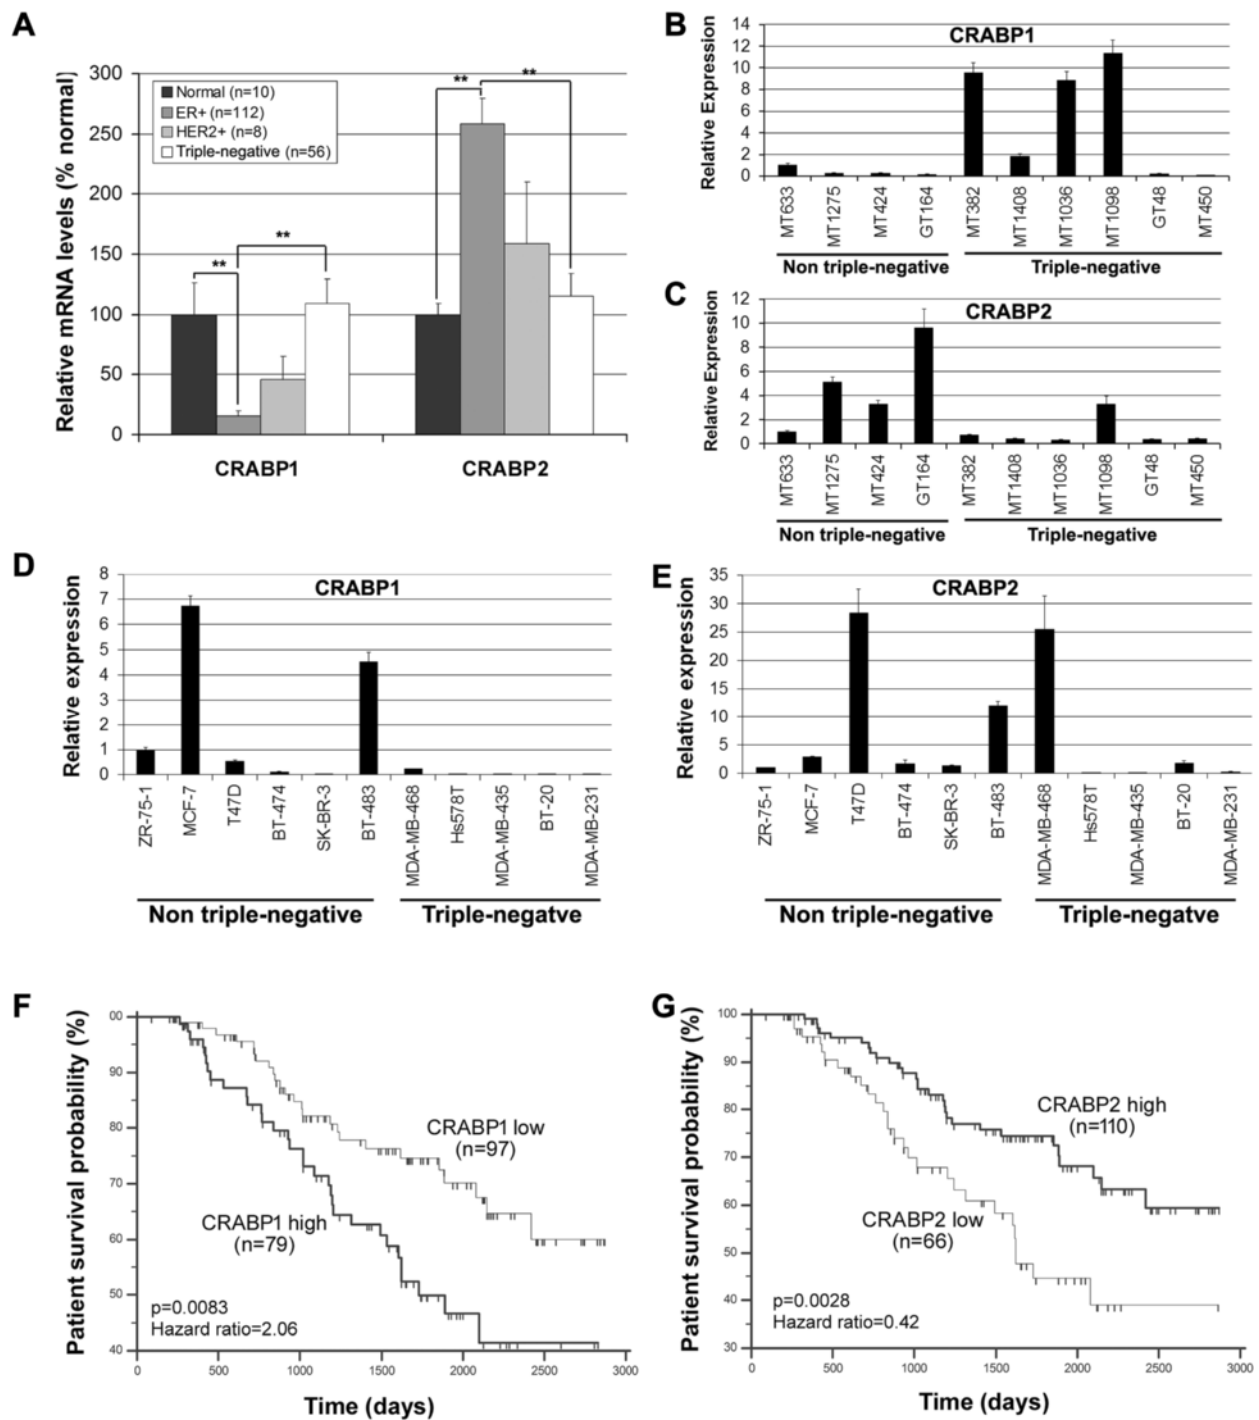 A
Relative mRNA levels (% normal)
300
250
200
150
100
50
0
Normal (n=10)
ER+ (n=112)
HER2+ (n=8)
Triple-negative (n=56)
**
**
**
**
CRABP1
CRABP2
B
CRABP1
Relative Expression
14
12
10
8
6
4
2
0
MT633
MT1275
MT424
GT164
MT382
MT1408
MT1036
MT1098
GT48
MT450
Non triple-negative
Triple-negative
C
CRABP2
Relative Expression
12
10
8
6
4
2
0
MT633
MT1275
MT424
GT164
MT382
MT1408
MT1036
MT1098
GT48
MT450
Non triple-negative
Triple-negative
D
CRABP1
Relative expression
8
7
6
5
4
3
2
1
0
ZR-75-1
MCF-7
T47D
BT-474
SK-BR-3
BT-483
MDA-MB-468
Hs578T
MDA-MB-435
BT-20
MDA-MB-231
Non triple-negative
Triple-negatve
E
CRABP2
Relative expression
35
30
25
20
15
10
5
0
ZR-75-1
MCF-7
T47D
BT-474
SK-BR-3
BT-483
MDA-MB-468
Hs578T
MDA-MB-435
BT-20
MDA-MB-231
Non triple-negative
Triple-negatve
F
Patient survival probability (%)
00
90
80
70
60
50
40
CRABP1 low
(n=97)
CRABP1 high
(n=79)
p=0.0083
Hazard ratio=2.06
0
500
1000
1500
2000
2500
3000
Time (days)
G
Patient survival probability (%)
100
90
80
70
60
50
40
30
CRABP2 high
(n=110)
CRABP2 low
(n=66)
p=0.0028
Hazard ratio=0.42
0
500
1000
1500
2000
2500
3000
Time (days)